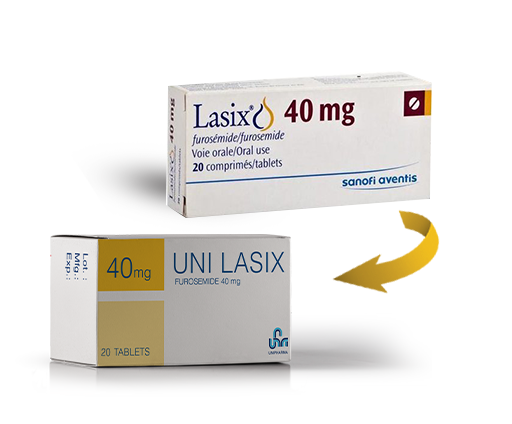 Lasix® 40 mg
furosémide/furosemide
Voie orale/Oral use
20 comprimés/tablets
sanofi aventis
Lasix
40 mg
Lot.:
Mfg.:
Exp.:
40mg
UNI LASIX
FUROSEMIDE 40 mg
20 TABLETS
UNIPHARMA